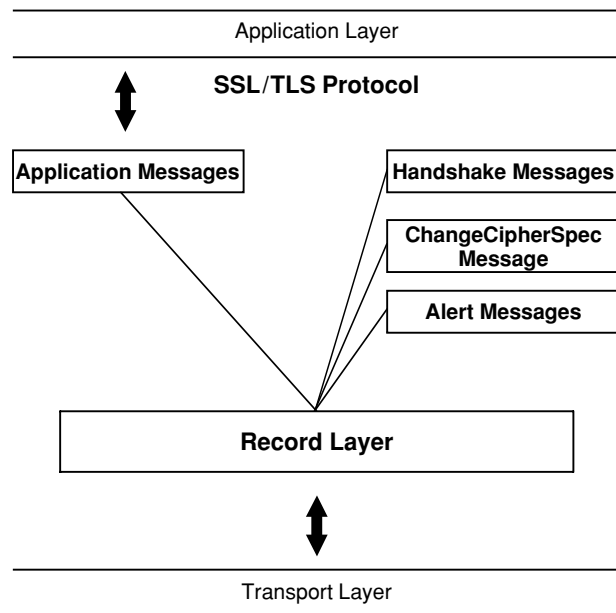 Application Layer
SSL/TLS Protocol
Application Messages
Handshake Messages
ChangeCipherSpec
Message
Alert Messages
Record Layer
Transport Layer